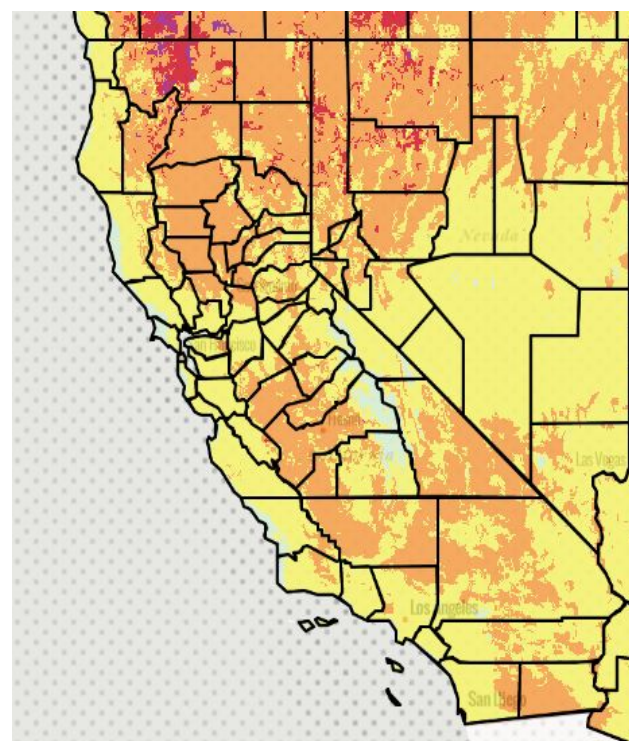 Nevada
San Francisco
Fresno
Las Vegas
Los Angeles
San Diego